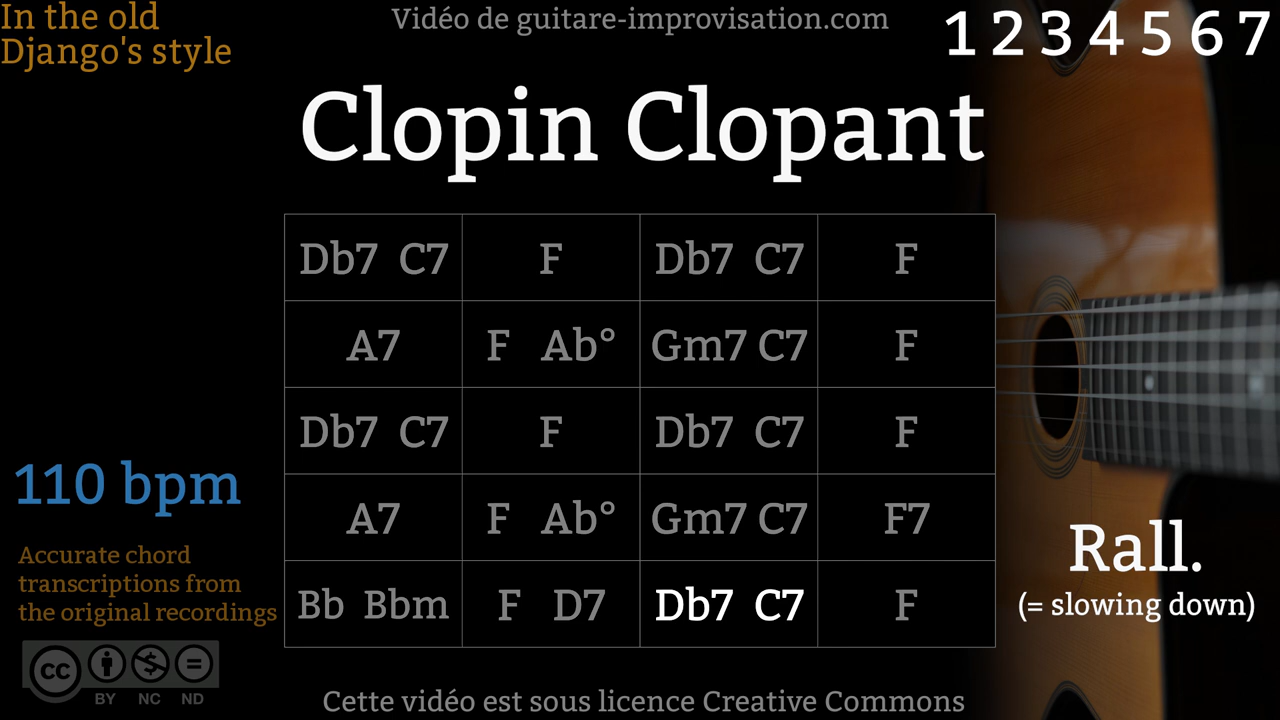 In the old
Django's style
Vidéo de guitare-improvisation.com
1 2 3 4 5 6 7
Clopin Clopant
Db7 C7 F Db7 C7 F
A7 F Ab° Gm7 C7 F
Db7 C7 F Db7 C7 F
A7 F Ab° Gm7 C7 F7
Bb Bbm F D7 Db7 C7 F
110 bpm
Accurate chord
transcriptions from
the original recordings
Rall.
(= slowing down)
cc
BY NC ND
Cette vidéo est sous licence Creative Commons